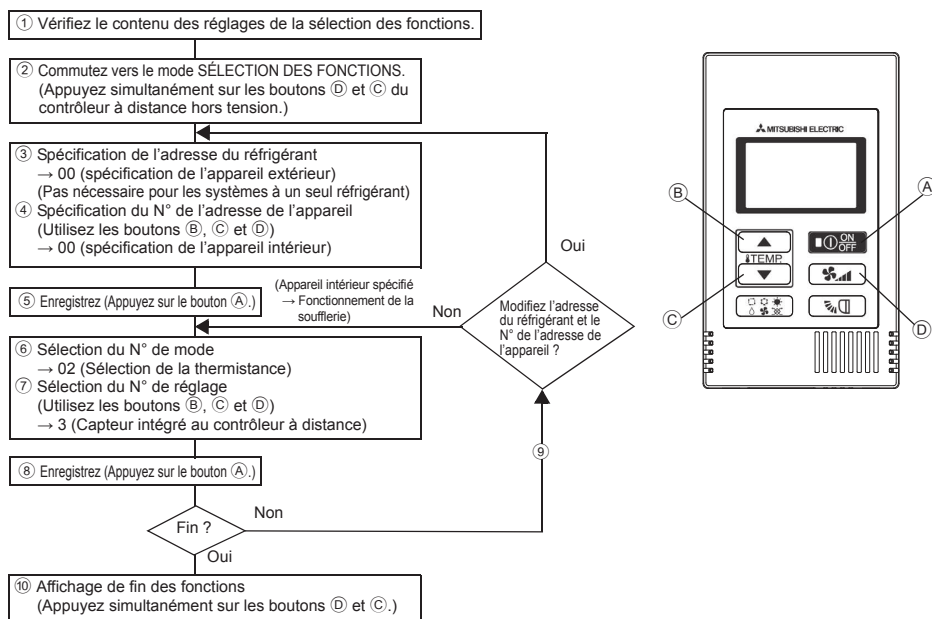 ① Vérifiez le contenu des réglages de la sélection des fonctions.
② Commutez vers le mode SÉLECTION DES FONCTIONS.
(Appuyez simultanément sur les boutons Ⓓ et Ⓒ du
contrôleur à distance hors tension.)
③ Spécification de l'adresse du réfrigérant
→ 00 (spécification de l'appareil extérieur)
(Pas nécessaire pour les systèmes à un seul réfrigérant)
④ Spécification du N° de l'adresse de l'appareil
(Utilisez les boutons Ⓑ, Ⓒ et Ⓓ)
→ 00 (spécification de l'appareil intérieur)
⑤ Enregistrez (Appuyez sur le bouton Ⓐ.)
(Appareil intérieur spécifié
→ Fonctionnement de la
soufflerie)
Non
Oui
Modifiez l'adresse
du réfrigérant et le
N° de l'adresse de
l'appareil ?
⑥ Sélection du N° de mode
→ 02 (Sélection de la thermistance)
⑦ Sélection du N° de réglage
(Utilisez les boutons Ⓑ, Ⓒ et Ⓓ)
→ 3 (Capteur intégré au contrôleur à distance)
⑧ Enregistrez (Appuyez sur le bouton Ⓐ.)
⑨
Fin ?
Non
Oui
⑩ Affichage de fin des fonctions
(Appuyez simultanément sur les boutons Ⓓ et Ⓒ.)
MITSUBISHI ELECTRIC
Ⓐ
Ⓑ
ON
OFF
TEMP.
Ⓒ
Ⓓ